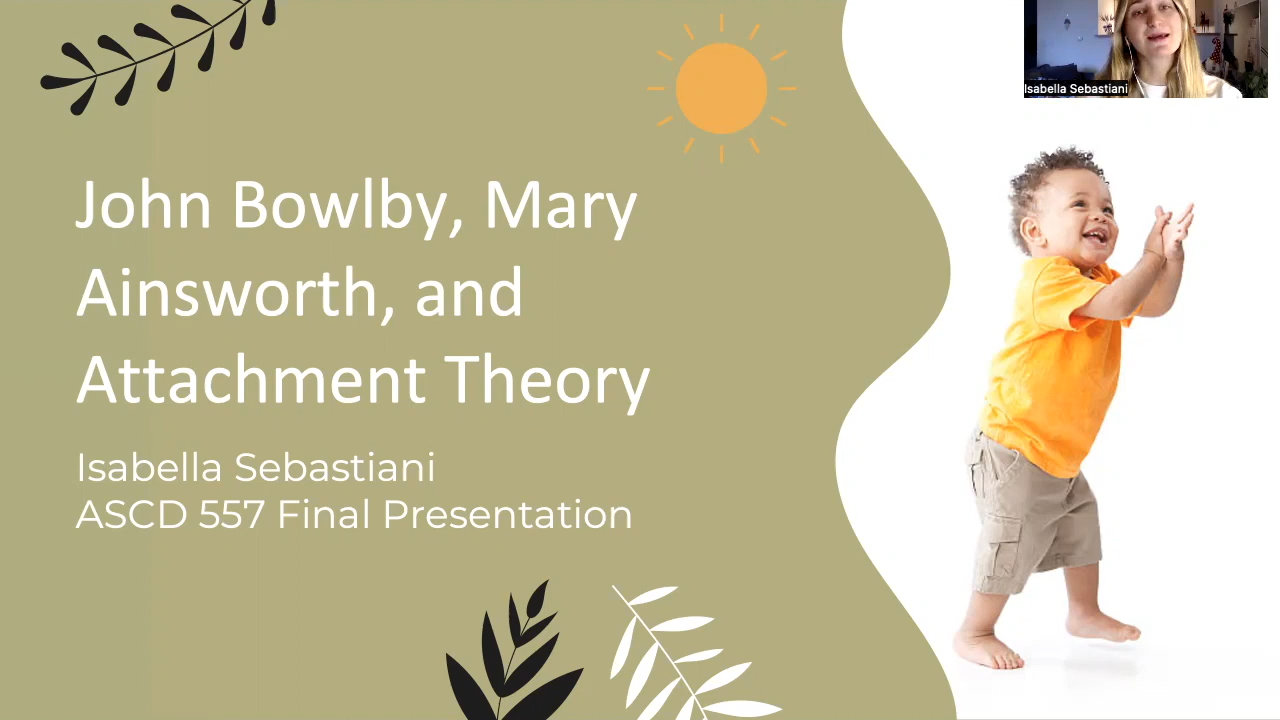 Isabella Sebastiani
John Bowlby, Mary
Ainsworth, and
Attachment Theory
Isabella Sebastiani
ASCD 557 Final Presentation